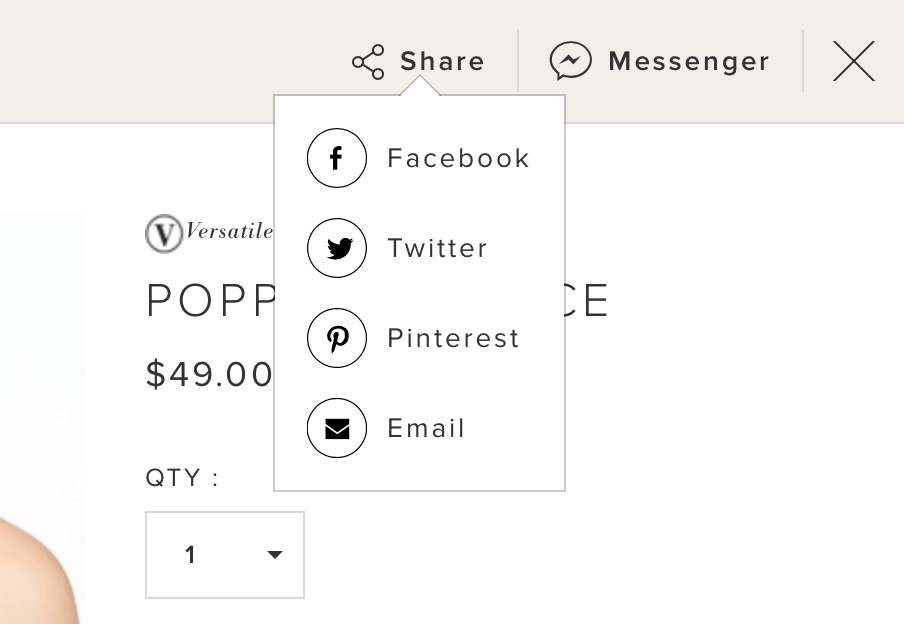 Share
Messenger
Facebook
V Versatile
Twitter
POPP CE
Pinterest
$49.00
Email
QTY :
1